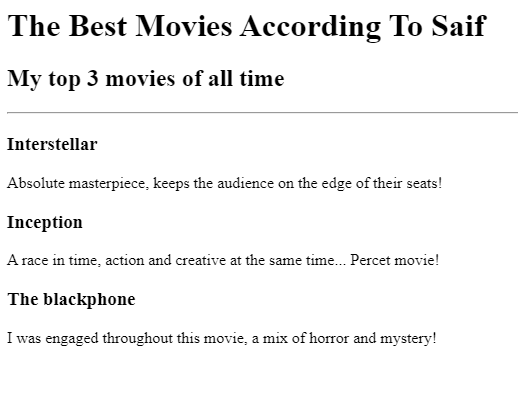 The Best Movies According To Saif
My top 3 movies of all time
Interstellar
Absolute masterpiece, keeps the audience on the edge of their seats!
Inception
A race in time, action and creative at the same time... Percet movie!
The blackphone
I was engaged throughout this movie, a mix of horror and mystery!